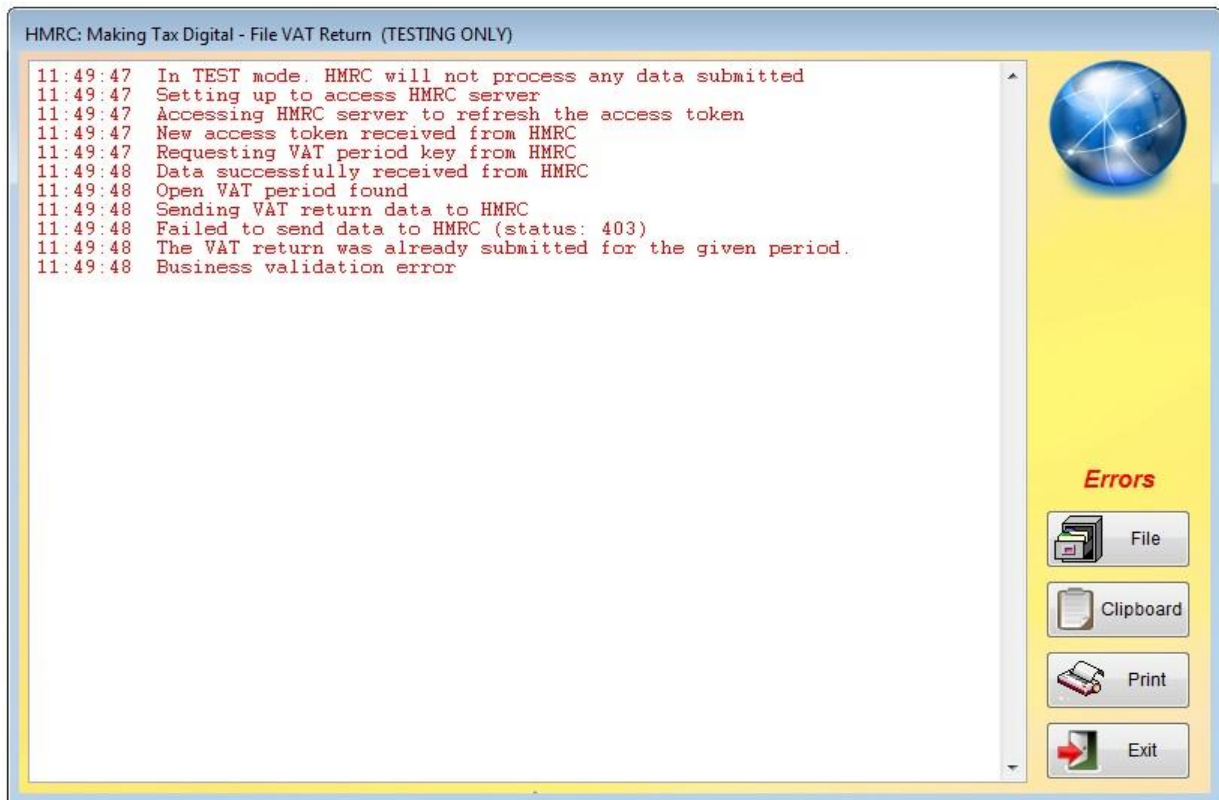 HMRC: Making Tax Digital - File VAT Return (TESTING ONLY)
11:49:47 In TEST mode. HMRC will not process any data submitted
11:49:47 Setting up to access HMRC server
11:49:47 Accessing HMRC server to refresh the access token
11:49:47 New access token received from HMRC
11:49:47 Requesting VAT period key from HMRC
11:49:48 Data successfully received from HMRC
11:49:48 Open VAT period found
11:49:48 Sending VAT return data to HMRC
11:49:48 Failed to send data to HMRC (status: 403)
11:49:48 The VAT return was already submitted for the given period.
11:49:48 Business validation error
Errors
File
Clipboard
Print
Exit